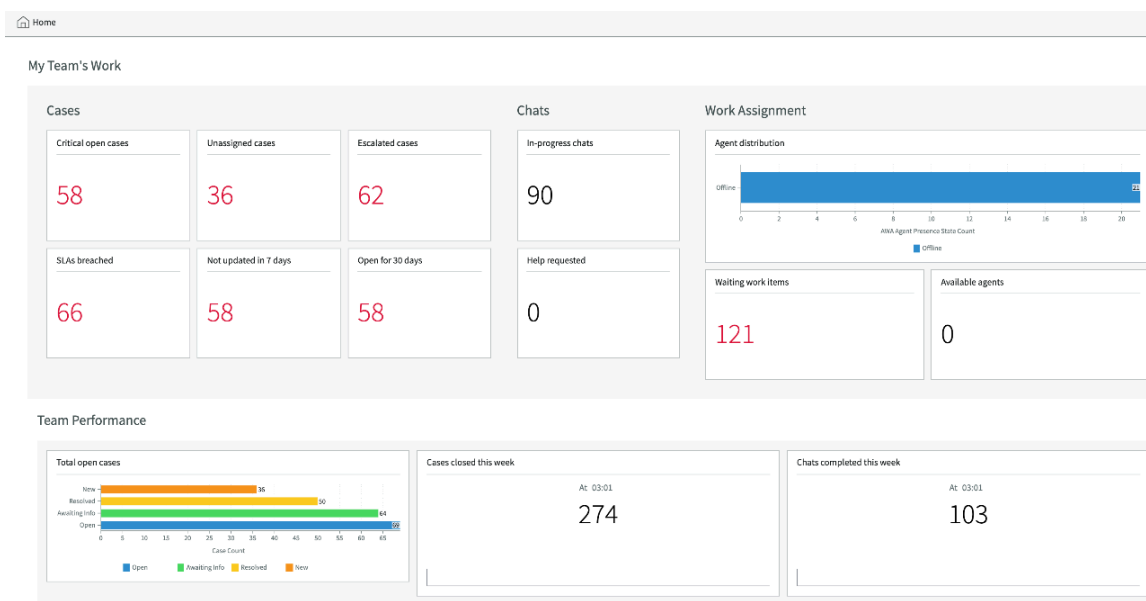 Home
My Team's Work
Cases
Chats
Work Assignment
Critical open cases
58
Unassigned cases
36
Escalated cases
62
SLAs breached
66
Not updated in 7 days
58
Open for 30 days
58
In-progress chats
90
Help requested
0
Agent distribution
Offline
21
0 2 4 6 8 10 12 14 16 18 20
AWA Agent Presence State Count
Offline
Waiting work items
121
Available agents
0
Team Performance
Total open cases
New 36
Resolved 50
Awaiting Info 64
Open 69
0 5 10 15 20 25 30 35 40 45 50 55 60 65
Case Count
Open Awaiting Info Resolved New
Cases closed this week
At 03:01
274
Chats completed this week
At 03:01
103